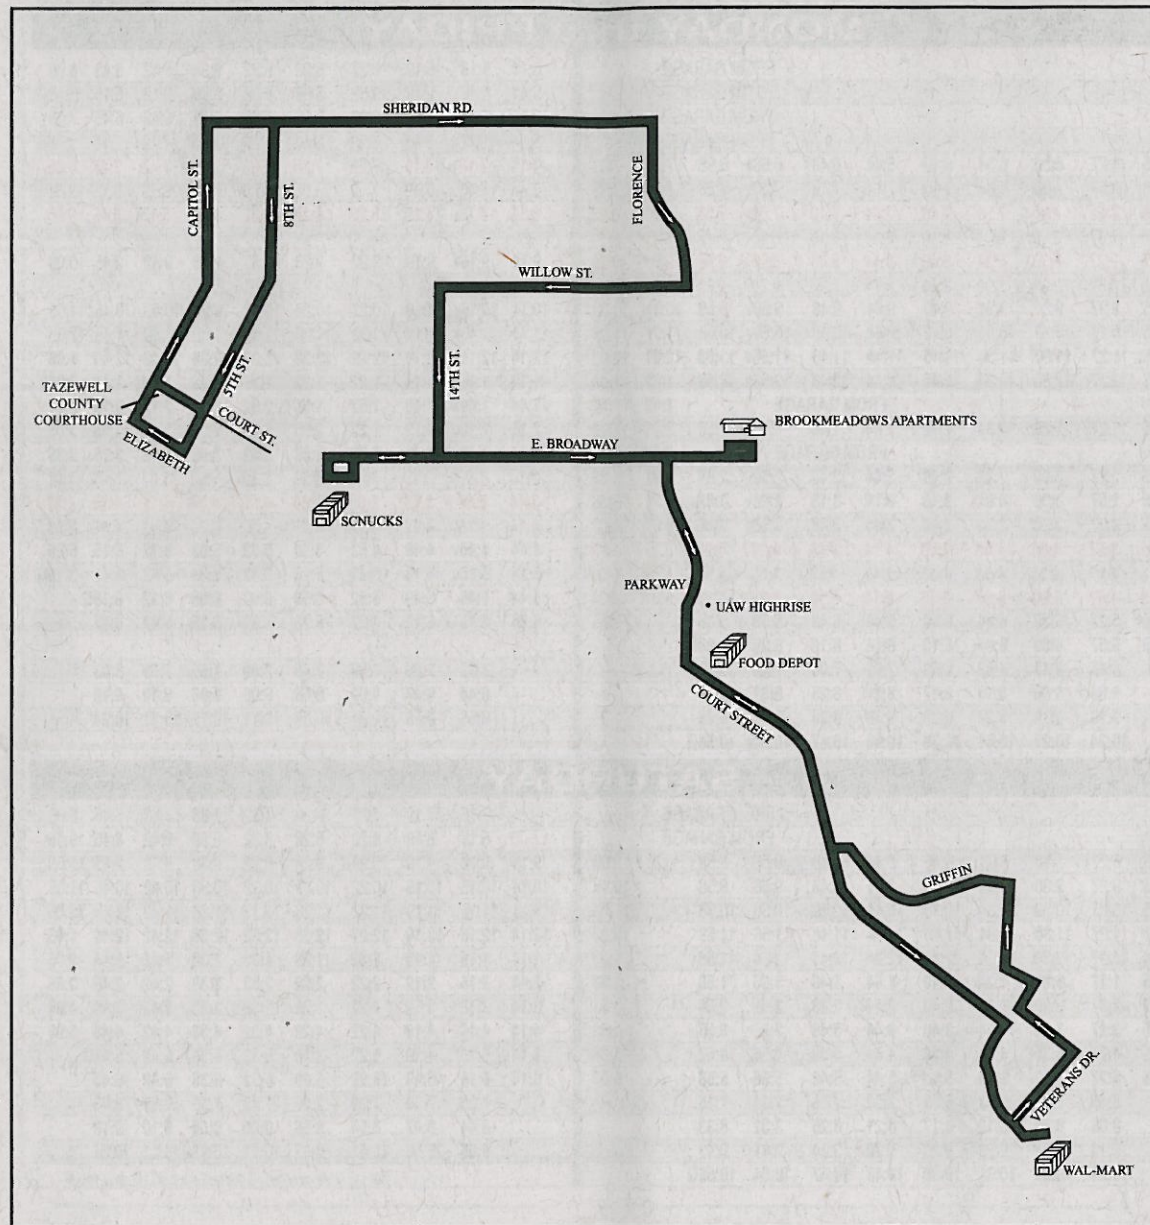 SHERIDAN RD.
CAPITOL ST.
8TH ST.
FLORENCE
WILLOW ST.
14TH ST.
5TH ST.
TAZEWELL
COUNTY
COURTHOUSE
COURT ST.
ELIZABETH
E. BROADWAY
BROOKMEADOWS APARTMENTS
SCNUCKS
PARKWAY
UAW HIGHRISE
FOOD DEPOT
COURT STREET
GRIFFIN
VETERANS DR.
WAL-MART